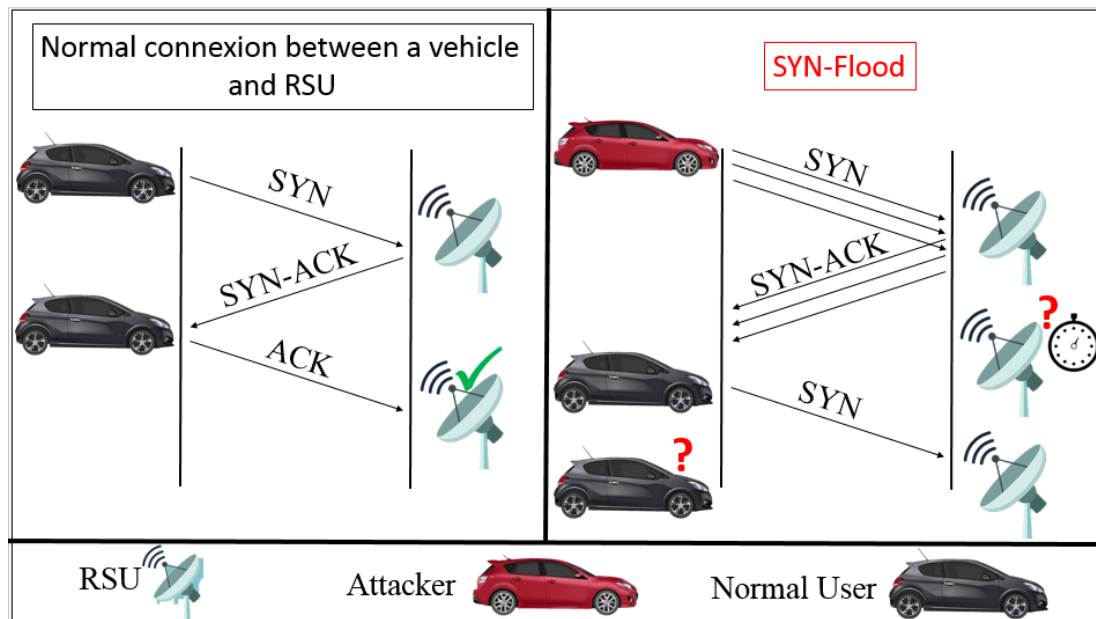 Normal connexion between a vehicle
and RSU
SYN
SYN-ACK
ACK
SYN-Flood
SYN
SYN-ACK
?
SYN
?
RSU
Attacker
Normal User